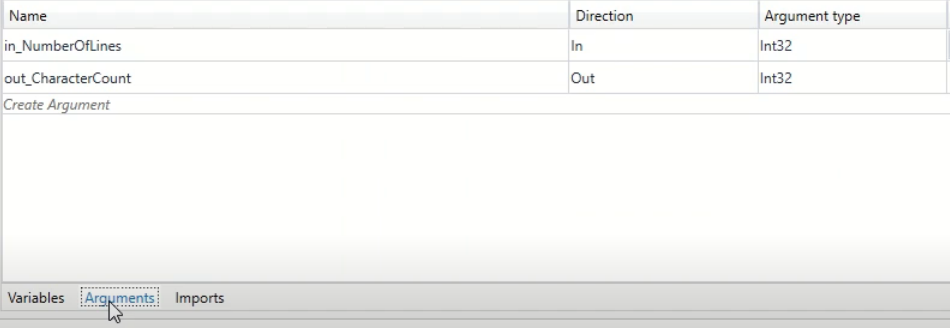 Name Direction Argument type
in_NumberOfLines In Int32
out_CharacterCount Out Int32
Create Argument
Variables Arguments Imports